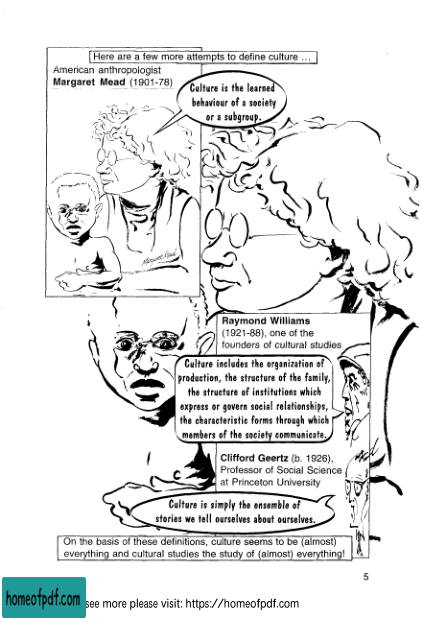 Here are a few more attempts to define culture ...
American anthropologist
Margaret Mead (1901-78)
Culture is the learned
behaviour of a society
or a subgroup.
Margaret Mead
Raymond Williams
(1921-88), one of the
founders of cultural studies
Culture includes the organization of
production, the structure of the family,
the structure of institutions which
express or govern social relationships,
the characteristic forms through which
members of the society communicate.
Clifford Geertz (b. 1926),
Professor of Social Science
at Princeton University
Culture is simply the ensemble of
stories we tell ourselves about ourselves.
On the basis of these definitions, culture seems to be (almost)
everything and cultural studies the study of (almost) everything!
5
homeofpdf.com
see more please visit: https://homeofpdf.com